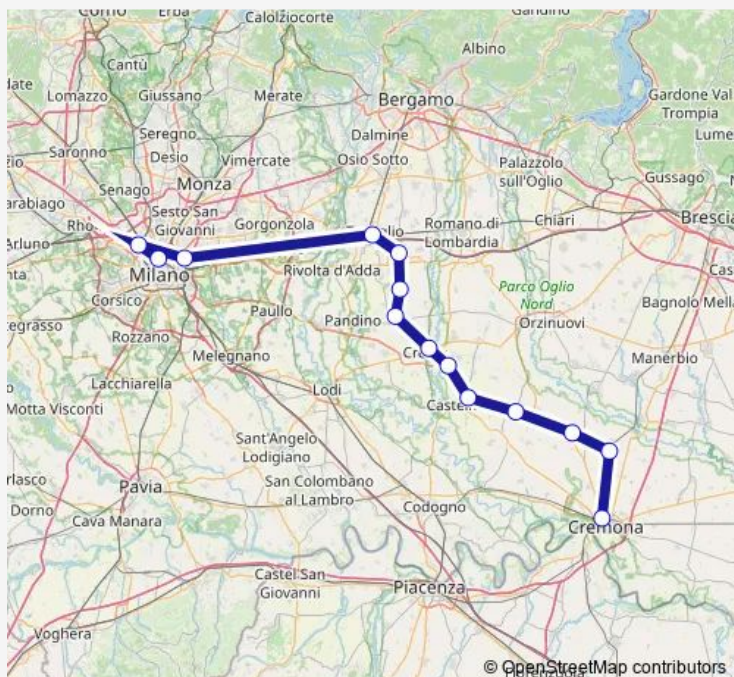 Como
Erba
Calolziocorte
Gandino
Cantù
Albino
Lomazzo
Giussano
Merate
Bergamo
Gardone Val
Trompia
Seregno
Dalmine
Saronno
Desio
Vimercate
Osio Sotto
Palazzolo
sull'Oglio
Lume
Senago
Monza
Gussago
arabiago
Sesto San
Giovanni
Gorgonzola
Romano di
Lombardia
Chiari
Brescia
Rho
Arluno
Milano
Rivolta d'Adda
Parco Oglio
Nord
Corsico
Paullo
Pandino
Orzinuovi
Bagnolo Mella
tegrasso
Rozzano
Melegnano
Manerbio
Lacchiarella
Lodi
Castell
Motta Visconti
Sant'Angelo
Lodigiano
Pavia
San Colombano
al Lambro
rlasco
Dorno
Cava Manara
Codogno
Cremona
Castel San
Giovanni
Piacenza
Voghera
© OpenStreetMap contributors